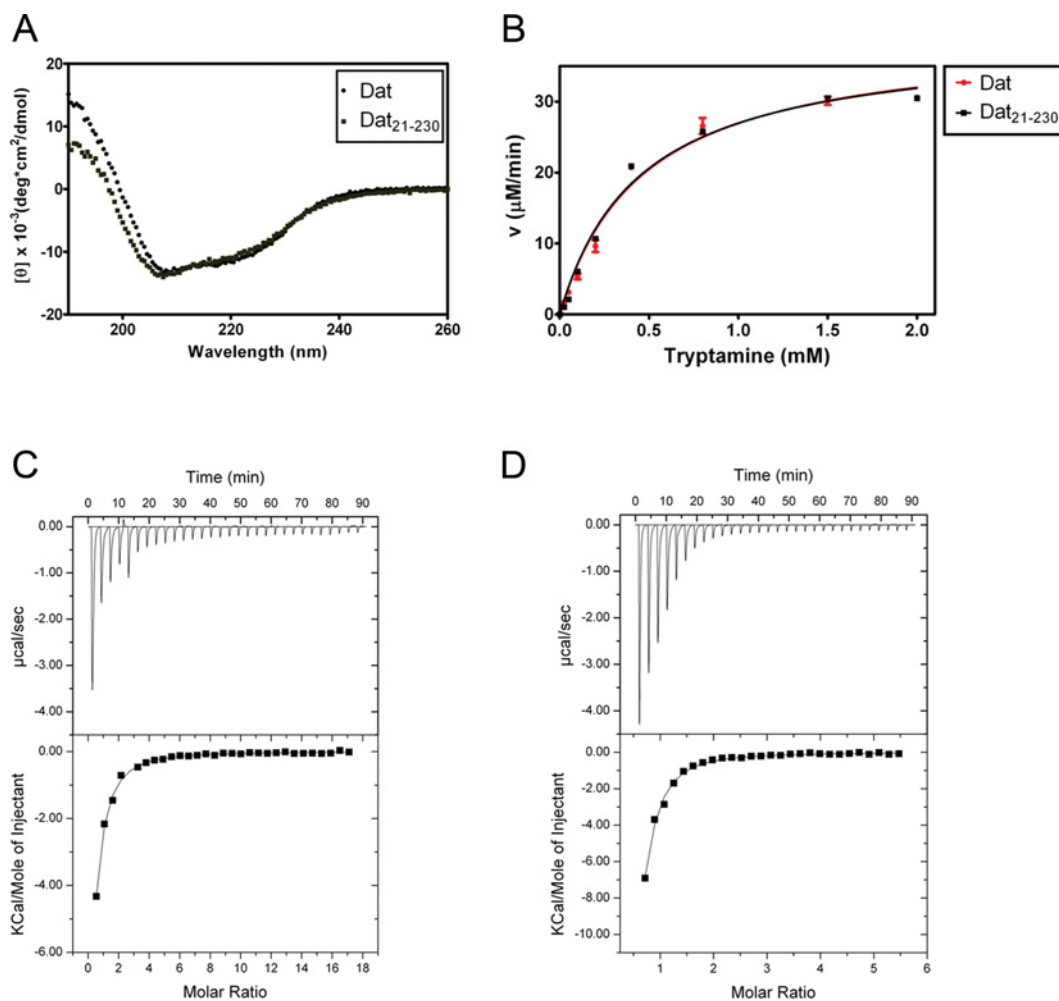 A
20
10
0
-10
-20
[θ] x 10⁻³(deg*cm²/dmol)
200
220
240
260
Wavelength (nm)
Dat
Dat₂₁₋₂₃₀
B
30
20
10
0
v (μM/min)
0.0
0.5
1.0
1.5
2.0
Tryptamine (mM)
Dat
Dat₂₁₋₂₃₀
C
Time (min)
0 10 20 30 40 50 60 70 80 90
0.00
-1.00
-2.00
-3.00
-4.00
μcal/sec
0.00
-2.00
-4.00
-6.00
KCal/Mole of Injectant
0 2 4 6 8 10 12 14 16 18
Molar Ratio
D
Time (min)
0 10 20 30 40 50 60 70 80 90
0.00
-1.00
-2.00
-3.00
-4.00
μcal/sec
0.00
-2.00
-4.00
-6.00
-8.00
-10.00
KCal/Mole of Injectant
1 2 3 4 5 6
Molar Ratio